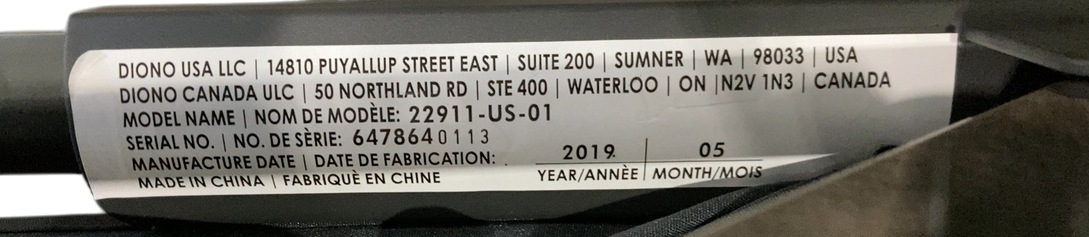 DIONO USA LLC | 14810 PUYALLUP STREET EAST | SUITE 200 | SUMNER | WA | 98033 | USA
DIONO CANADA ULC | 50 NORTHLAND RD | STE 400 | WATERLOO | ON |N2V 1N3 | CANADA
MODEL NAME | NOM DE MODÈLE: 22911-US-01
SERIAL NO. | NO. DE SÈRIE: 6478640113
MANUFACTURE DATE | DATE DE FABRICATION: 2019 | 05
YEAR/ANNÈE | MONTH/MOIS
MADE IN CHINA | FABRIQUÈ EN CHINE